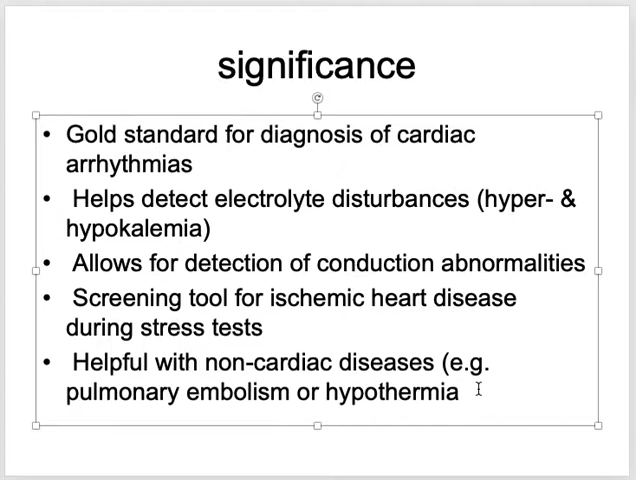 significance
• Gold standard for diagnosis of cardiac
arrhythmias
• Helps detect electrolyte disturbances (hyper- &
hypokalemia)
• Allows for detection of conduction abnormalities
• Screening tool for ischemic heart disease
during stress tests
• Helpful with non-cardiac diseases (e.g.
pulmonary embolism or hypothermia